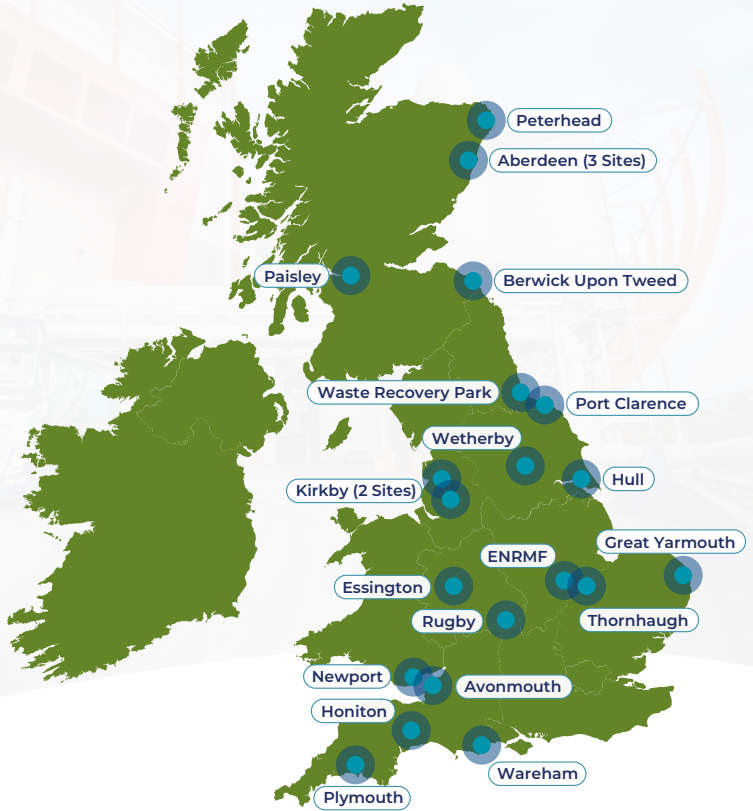 Peterhead
Aberdeen (3 Sites)
Paisley
Berwick Upon Tweed
Waste Recovery Park
Port Clarence
Wetherby
Hull
Kirkby (2 Sites)
Great Yarmouth
ENRMF
Essington
Thornhaugh
Rugby
Newport
Avonmouth
Honiton
Wareham
Plymouth